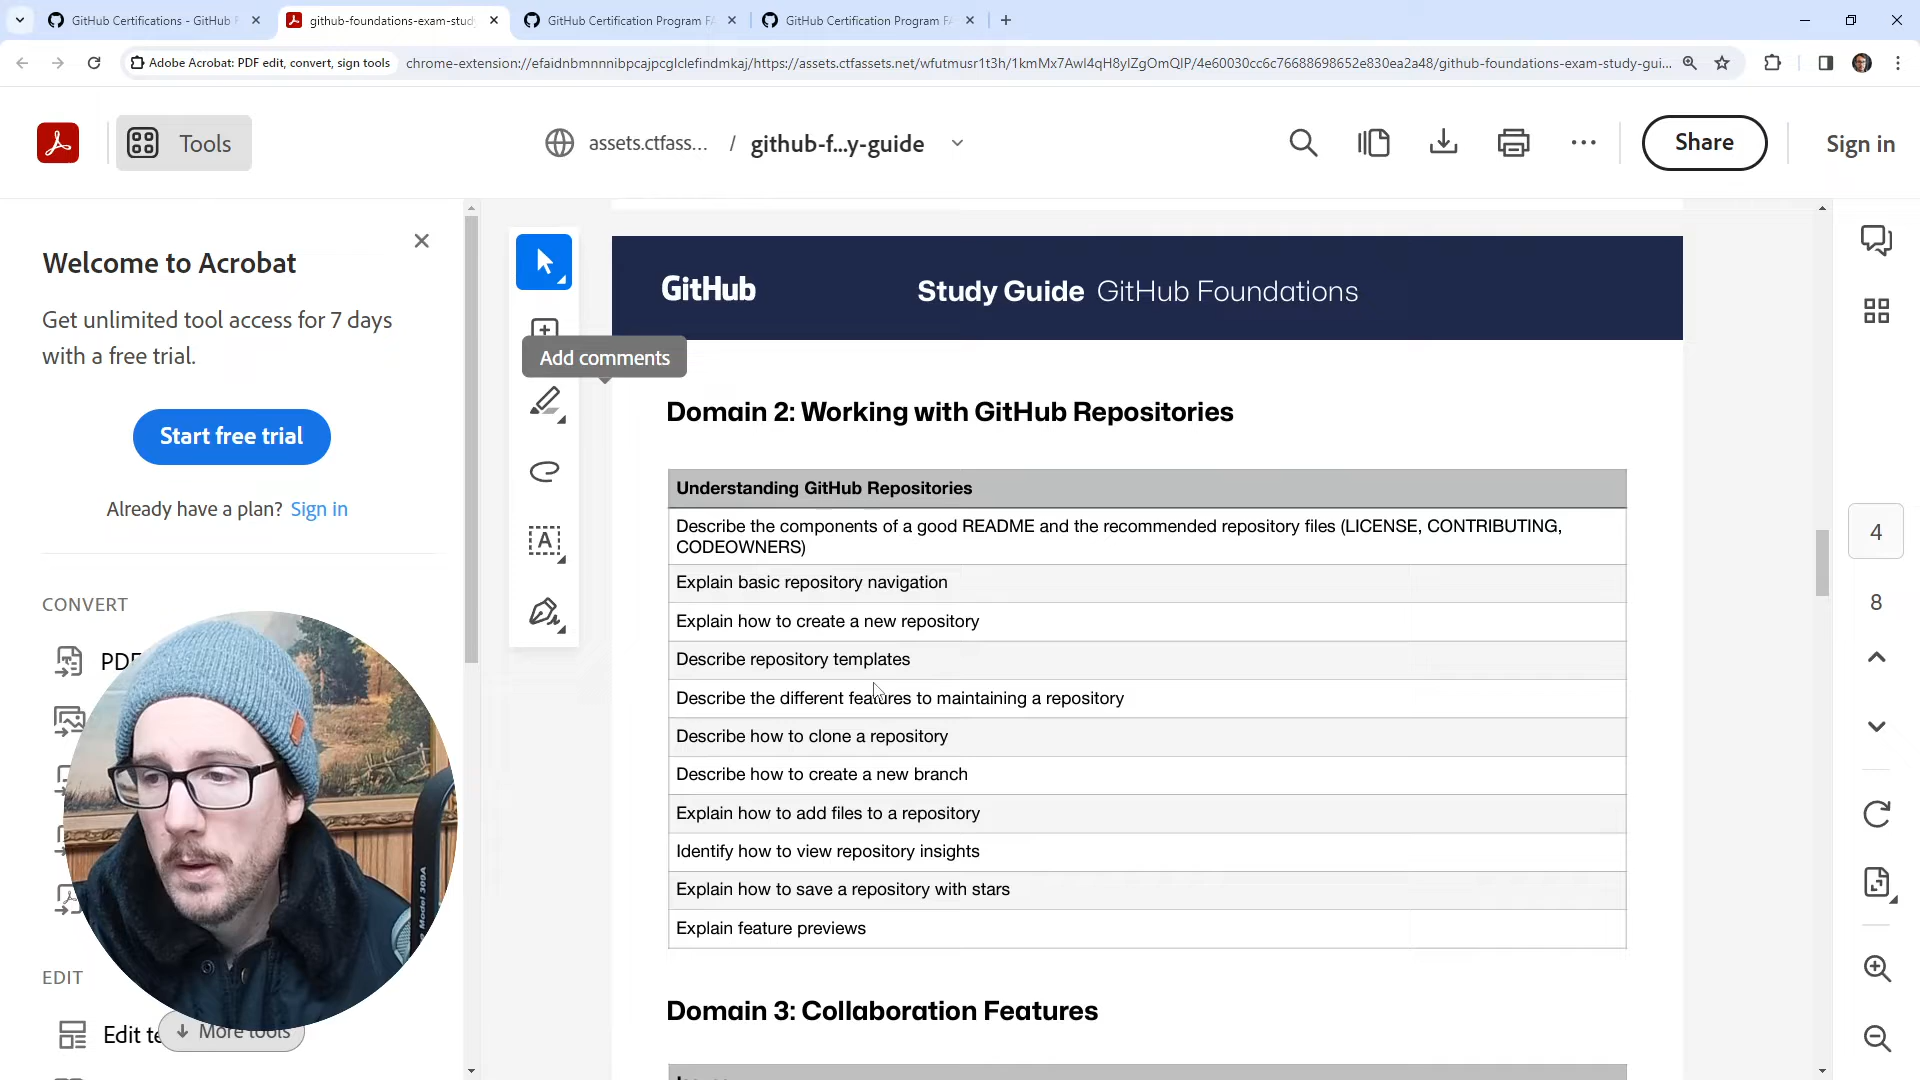 GitHub Certifications - GitHub R
github-foundations-exam-stud
GitHub Certification Program FA
GitHub Certification Program FA
Adobe Acrobat: PDF edit, convert, sign tools
Tools
assets.ctfass... / github-f...y-guide
Share
Sign in
Welcome to Acrobat
Get unlimited tool access for 7 days
with a free trial.
Start free trial
Already have a plan? Sign in
CONVERT
PDF
EDIT
Edit te
More tools
Add comments
GitHub
Study Guide GitHub Foundations
Domain 2: Working with GitHub Repositories
Understanding GitHub Repositories
Describe the components of a good README and the recommended repository files (LICENSE, CONTRIBUTING,
CODEOWNERS)
Explain basic repository navigation
Explain how to create a new repository
Describe repository templates
Describe the different features to maintaining a repository
Describe how to clone a repository
Describe how to create a new branch
Explain how to add files to a repository
Identify how to view repository insights
Explain how to save a repository with stars
Explain feature previews
Domain 3: Collaboration Features
4
8
Model 309A